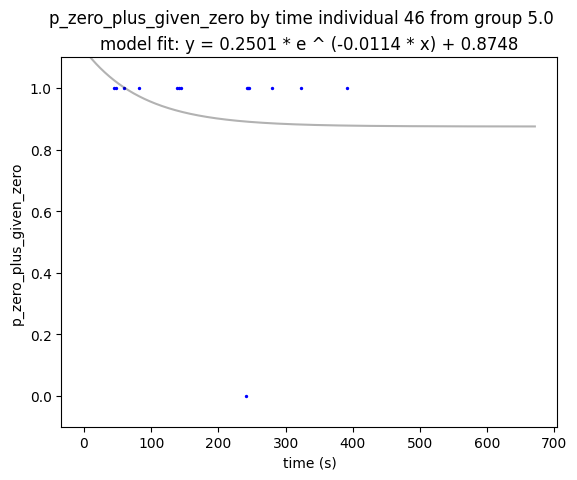 p_zero_plus_given_zero by time individual 46 from group 5.0
model fit: y = 0.2501 * e ^ (-0.0114 * x) + 0.8748
1.0
0.8
0.6
0.4
0.2
0.0
p_zero_plus_given_zero
0 100 200 300 400 500 600 700
time (s)